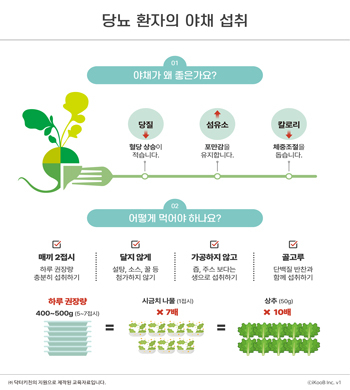 당뇨 환자의 야채 섭취
01
야채가 왜 좋은가요?
당질
섬유소
칼로리
혈당 상승이
적습니다.
포만감을
유지합니다.
체중조절을
돕습니다.
02
어떻게 먹어야 하나요?
매끼 2접시
하루 권장량
충분히 섭취하기
달지 않게
설탕, 소스, 꿀 등
첨가하지 않기
가공하지 않고
즙, 주스 보다는
생으로 섭취하기
골고루
단백질 반찬과
함께 섭취하기
하루 권장량
400~500g (5~7접시)
=
시금치 나물 (1접시)
× 7배
=
상추 (50g)
× 10배
㈜닥터키친의 지원으로 제작된 교육자료입니다.